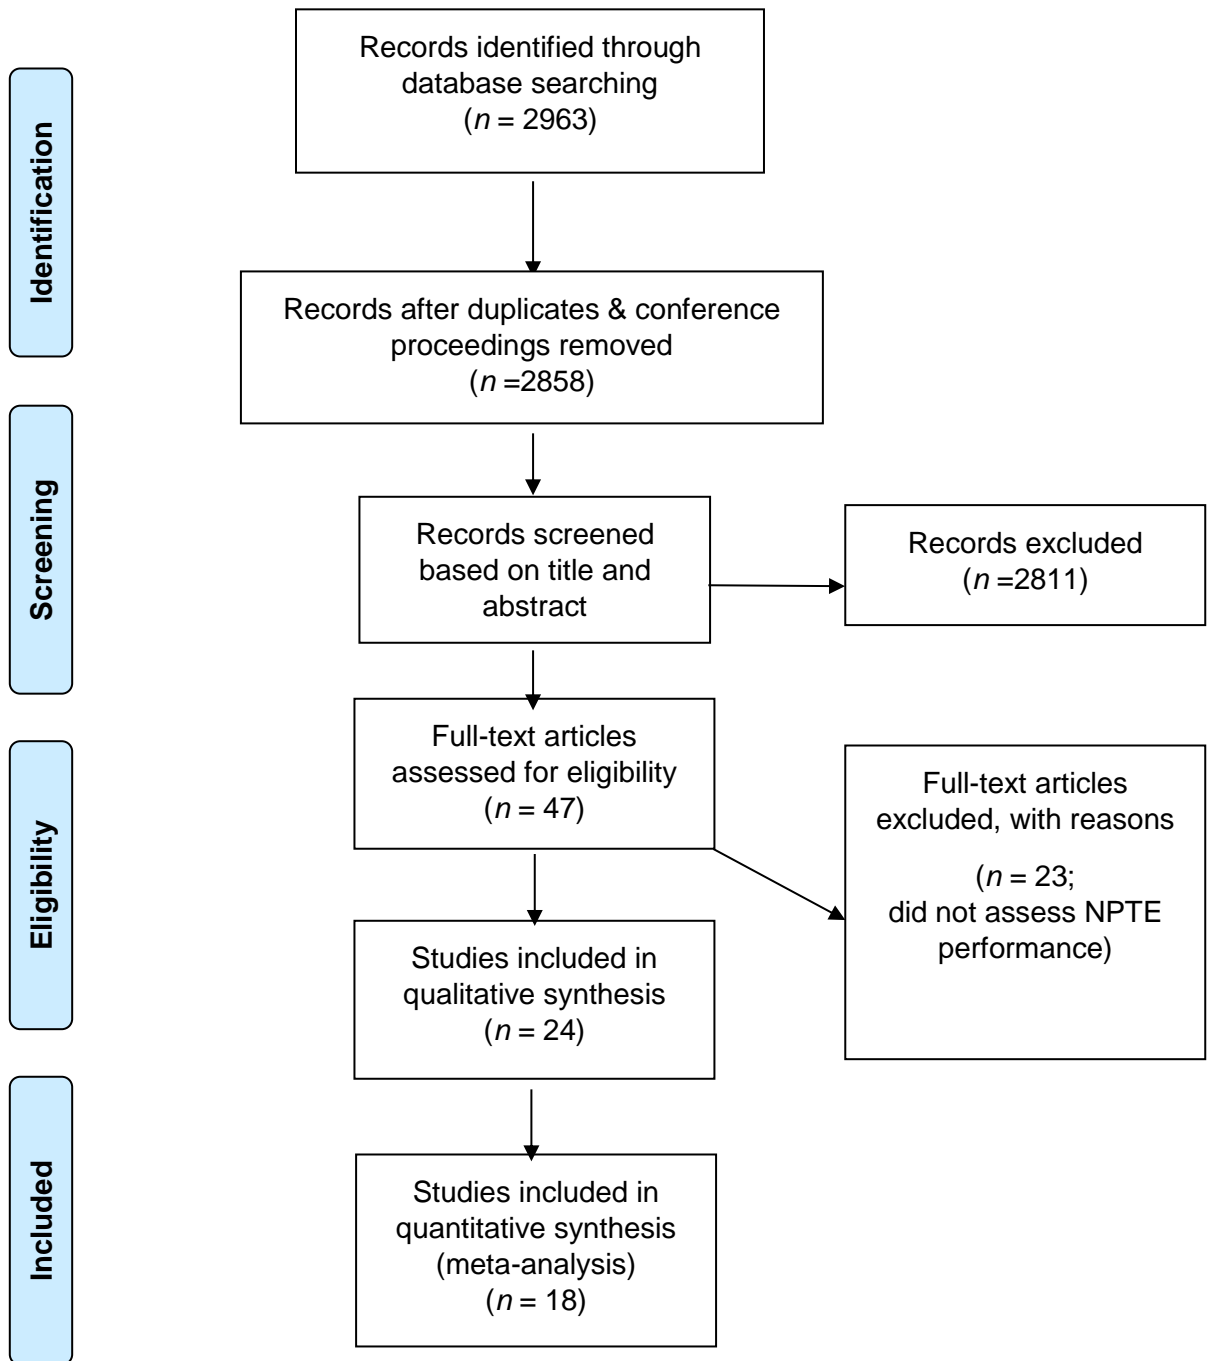 Identification
Records identified through
database searching
(n = 2963)
Records after duplicates & conference
proceedings removed
(n =2858)
Screening
Records screened
based on title and
abstract
Records excluded
(n =2811)
Eligibility
Full-text articles
assessed for eligibility
(n = 47)
Full-text articles
excluded, with reasons
(n = 23;
did not assess NPTE
performance)
Studies included in
qualitative synthesis
(n = 24)
Included
Studies included in
quantitative synthesis
(meta-analysis)
(n = 18)